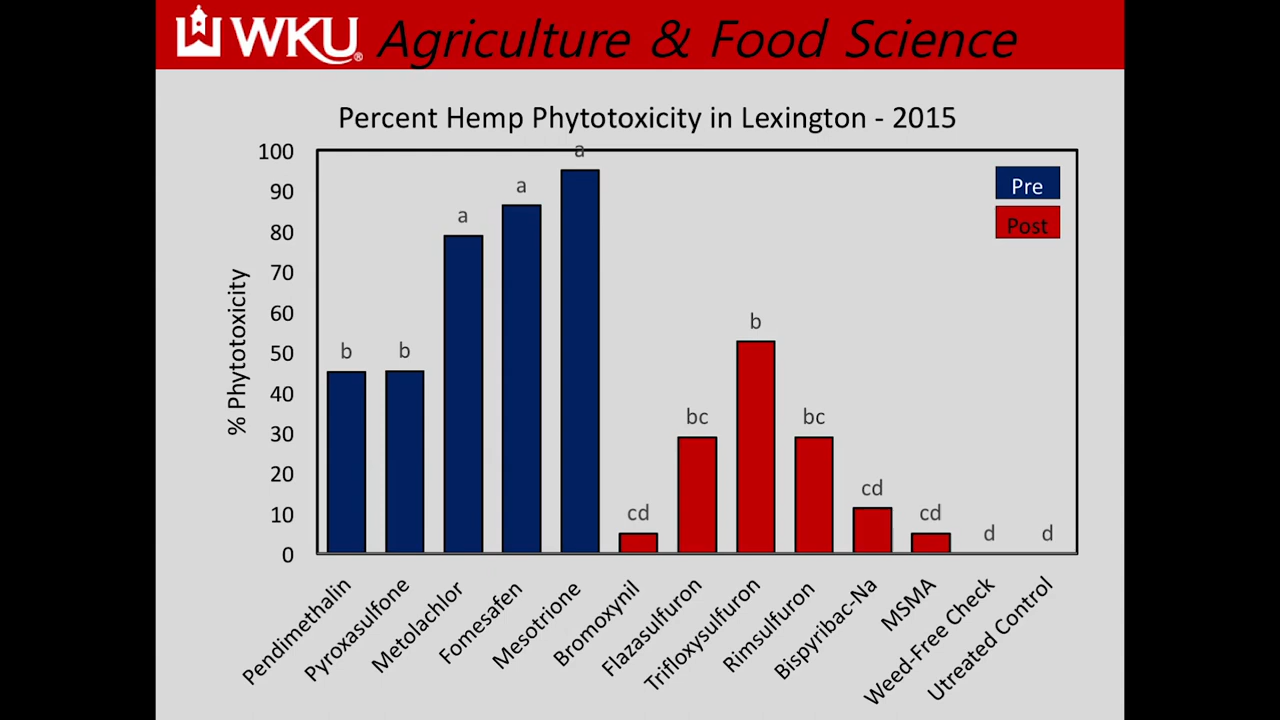 WKU® Agriculture & Food Science
Percent Hemp Phytotoxicity in Lexington - 2015
% Phytotoxicity
100
90
80
70
60
50
40
30
20
10
0
b
b
a
a
a
cd
bc
b
bc
cd
cd
d
d
Pre
Post
Pendimethalin
Pyroxasulfone
Metolachlor
Fomesafen
Mesotrione
Bromoxynil
Flazasulfuron
Trifloxysulfuron
Rimsulfuron
Bispyribac-Na
MSMA
Weed-Free Check
Utreated Control